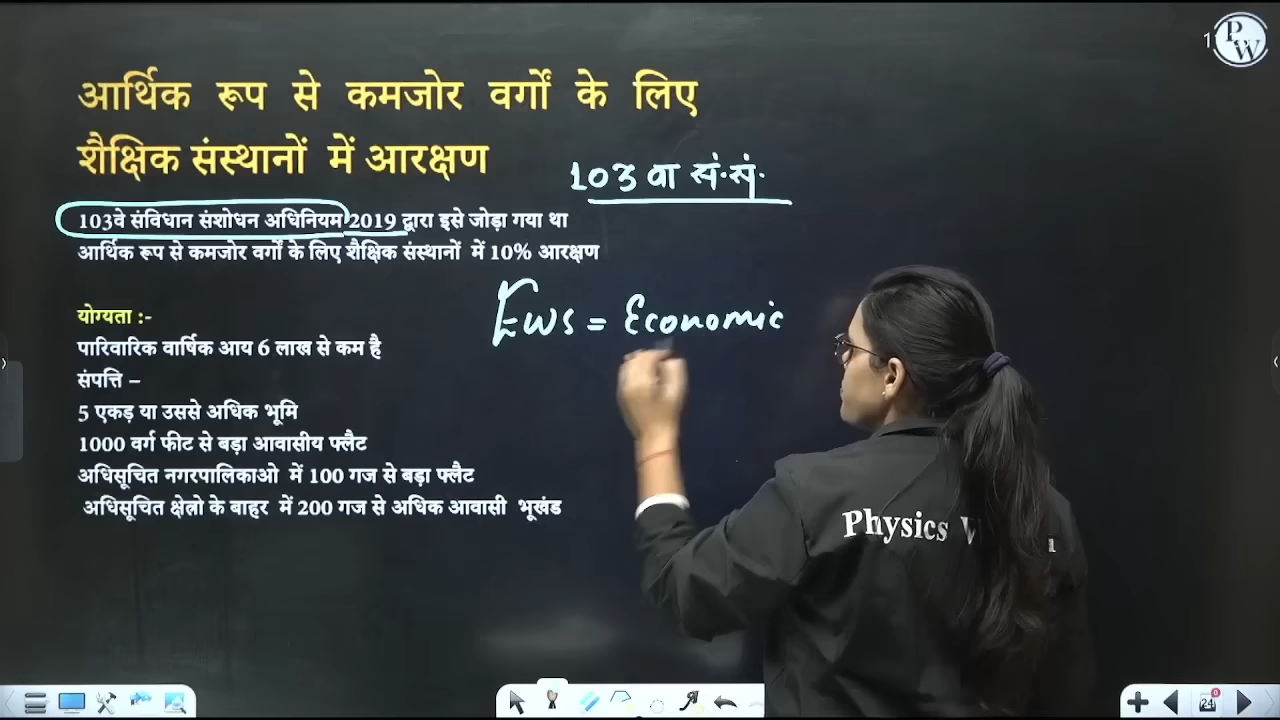 PW
आर्थिक रूप से कमजोर वर्गों के लिए
शैक्षिक संस्थानों में आरक्षण
103 वा सं.सं.
103वे संविधान संशोधन अधिनियम 2019 द्वारा इसे जोड़ा गया था
आर्थिक रूप से कमजोर वर्गों के लिए शैक्षिक संस्थानों में 10% आरक्षण
EWS = Economic
योग्यता :-
पारिवारिक वार्षिक आय 6 लाख से कम है
संपत्ति –
5 एकड़ या उससे अधिक भूमि
1000 वर्ग फीट से बड़ा आवासीय फ्लैट
अधिसूचित नगरपालिकाओ में 100 गज से बड़ा फ्लैट
अधिसूचित क्षेत्रो के बाहर में 200 गज से अधिक आवासी भूखंड
Physics W
24